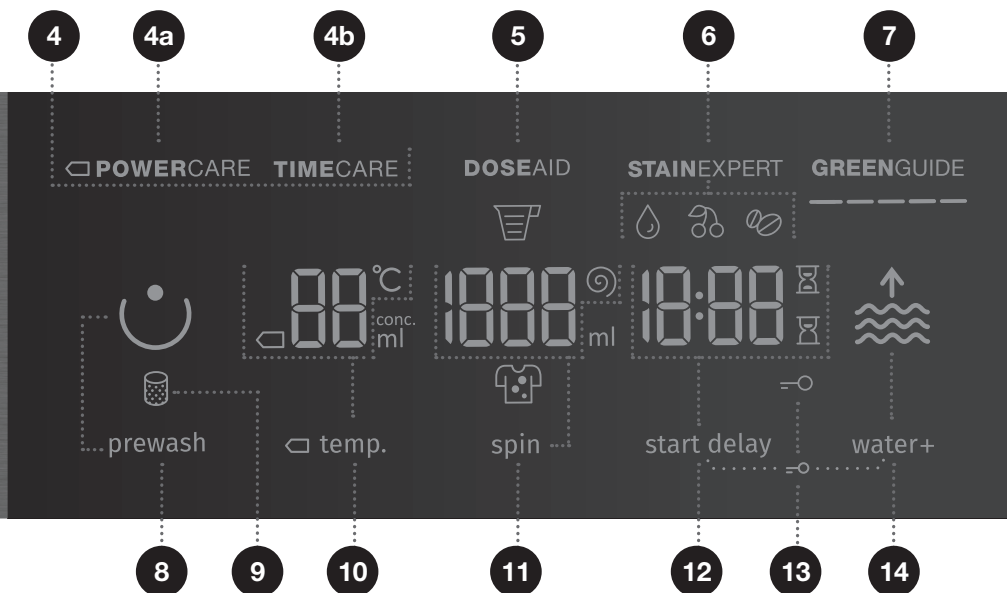 4 4a 4b 5 6 7
POWERCARE TIMECARE DOSEAID STAINEXPERT GREENGUIDE
88 °C 1888 18:88
conc.
ml ml
prewash temp. spin start delay water+
8 9 10 11 12 13 14